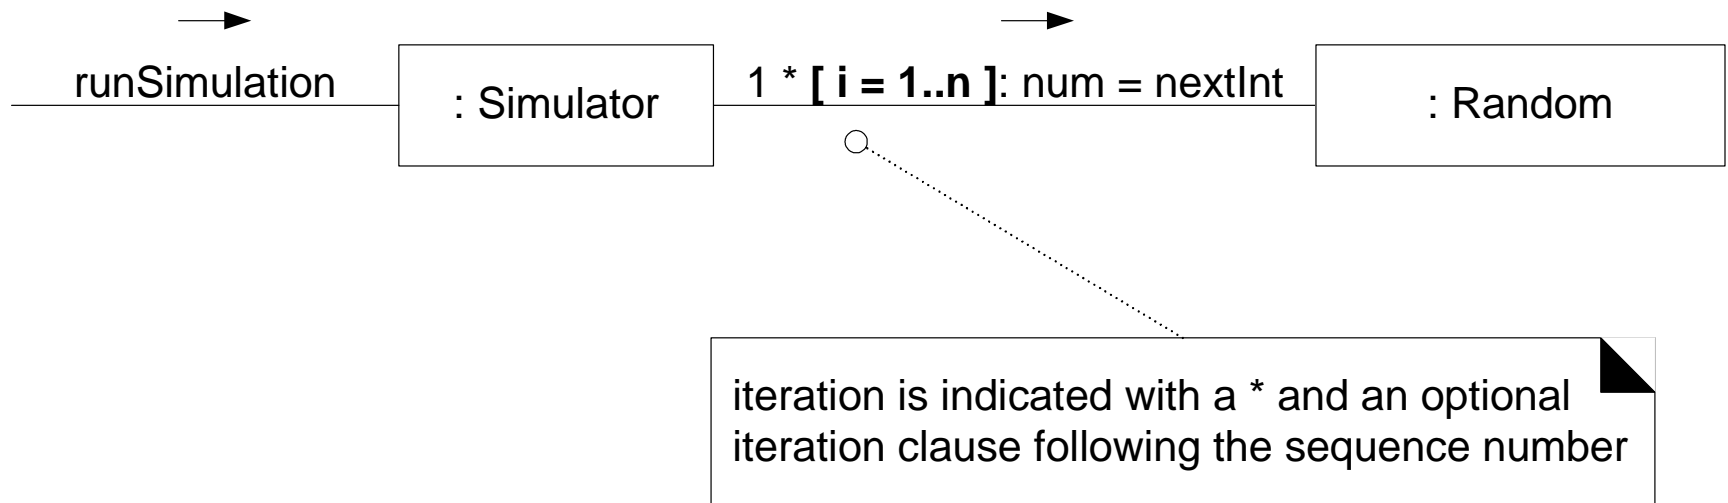 runSimulation
: Simulator
1 * [ i = 1..n ]: num = nextInt
: Random
iteration is indicated with a * and an optional
iteration clause following the sequence number